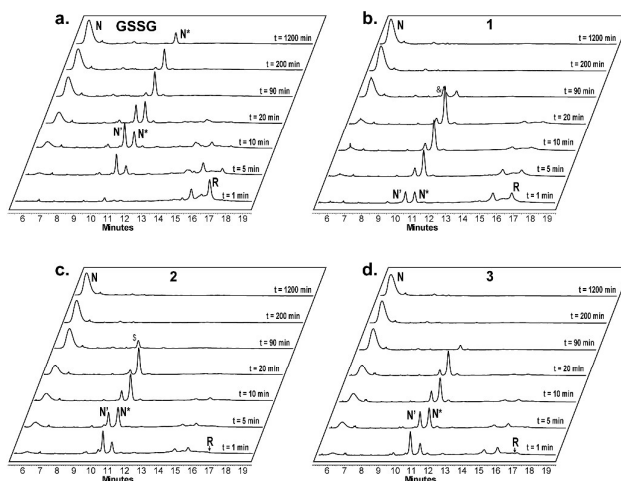 a. GSSG
N N* t = 1200 min
t = 200 min
t = 90 min
t = 20 min
N' N* t = 10 min
t = 5 min
R t = 1 min
6 7 8 9 10 11 12 13 14 15 16 17 18 19
Minutes
b. 1
N t = 1200 min
t = 200 min
& t = 90 min
t = 20 min
t = 10 min
t = 5 min
N' N* R t = 1 min
6 7 8 9 10 11 12 13 14 15 16 17 18 19
Minutes
c. 2
N t = 1200 min
t = 200 min
$ t = 90 min
t = 20 min
t = 10 min
N' N* t = 5 min
R t = 1 min
6 7 8 9 10 11 12 13 14 15 16 17 18 19
Minutes
d. 3
N t = 1200 min
t = 200 min
t = 90 min
t = 20 min
t = 10 min
N' N* t = 5 min
R t = 1 min
6 7 8 9 10 11 12 13 14 15 16 17 18 19
Minutes